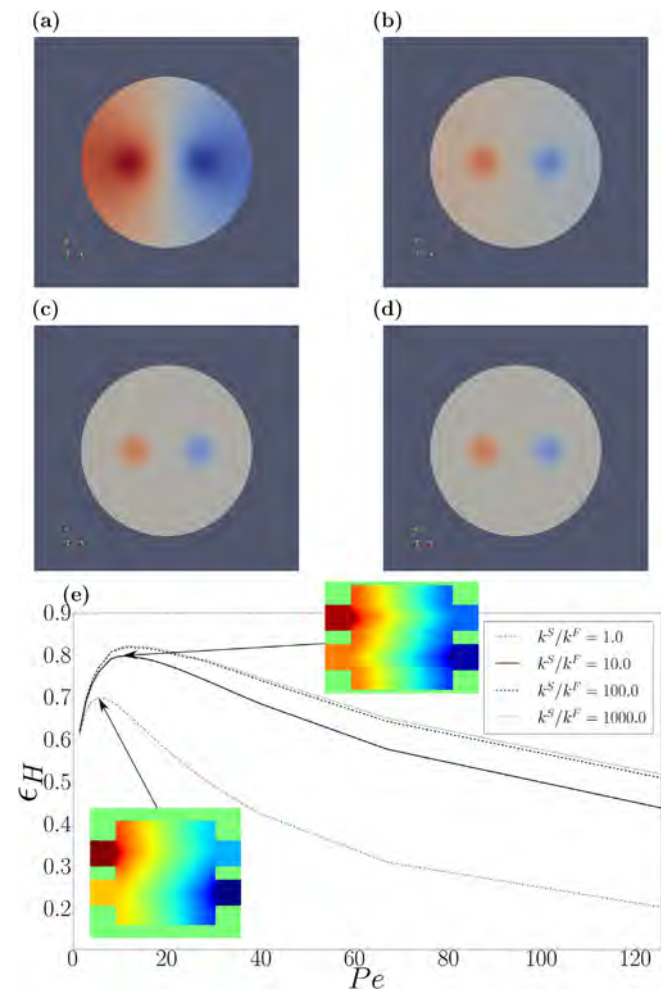 (a)
(b)
(c)
(d)
(e)
0.9
0.8
0.7
0.6
0.5
0.4
0.3
0.2
ϵ_H
k^S/k^F = 1.0
k^S/k^F = 10.0
k^S/k^F = 100.0
k^S/k^F = 1000.0
0 20 40 60 80 100 120
Pe